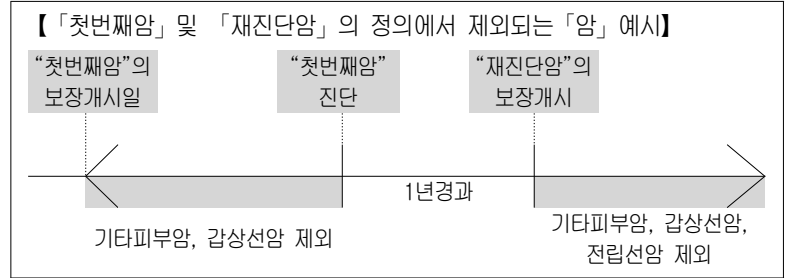 【「첫번째암」및 「재진단암」의 정의에서 제외되는「암」예시】
“첫번째암”의
보장개시일
“첫번째암”
진단
“재진단암”의
보장개시
1년경과
기타피부암, 갑상선암 제외
기타피부암, 갑상선암,
전립선암 제외